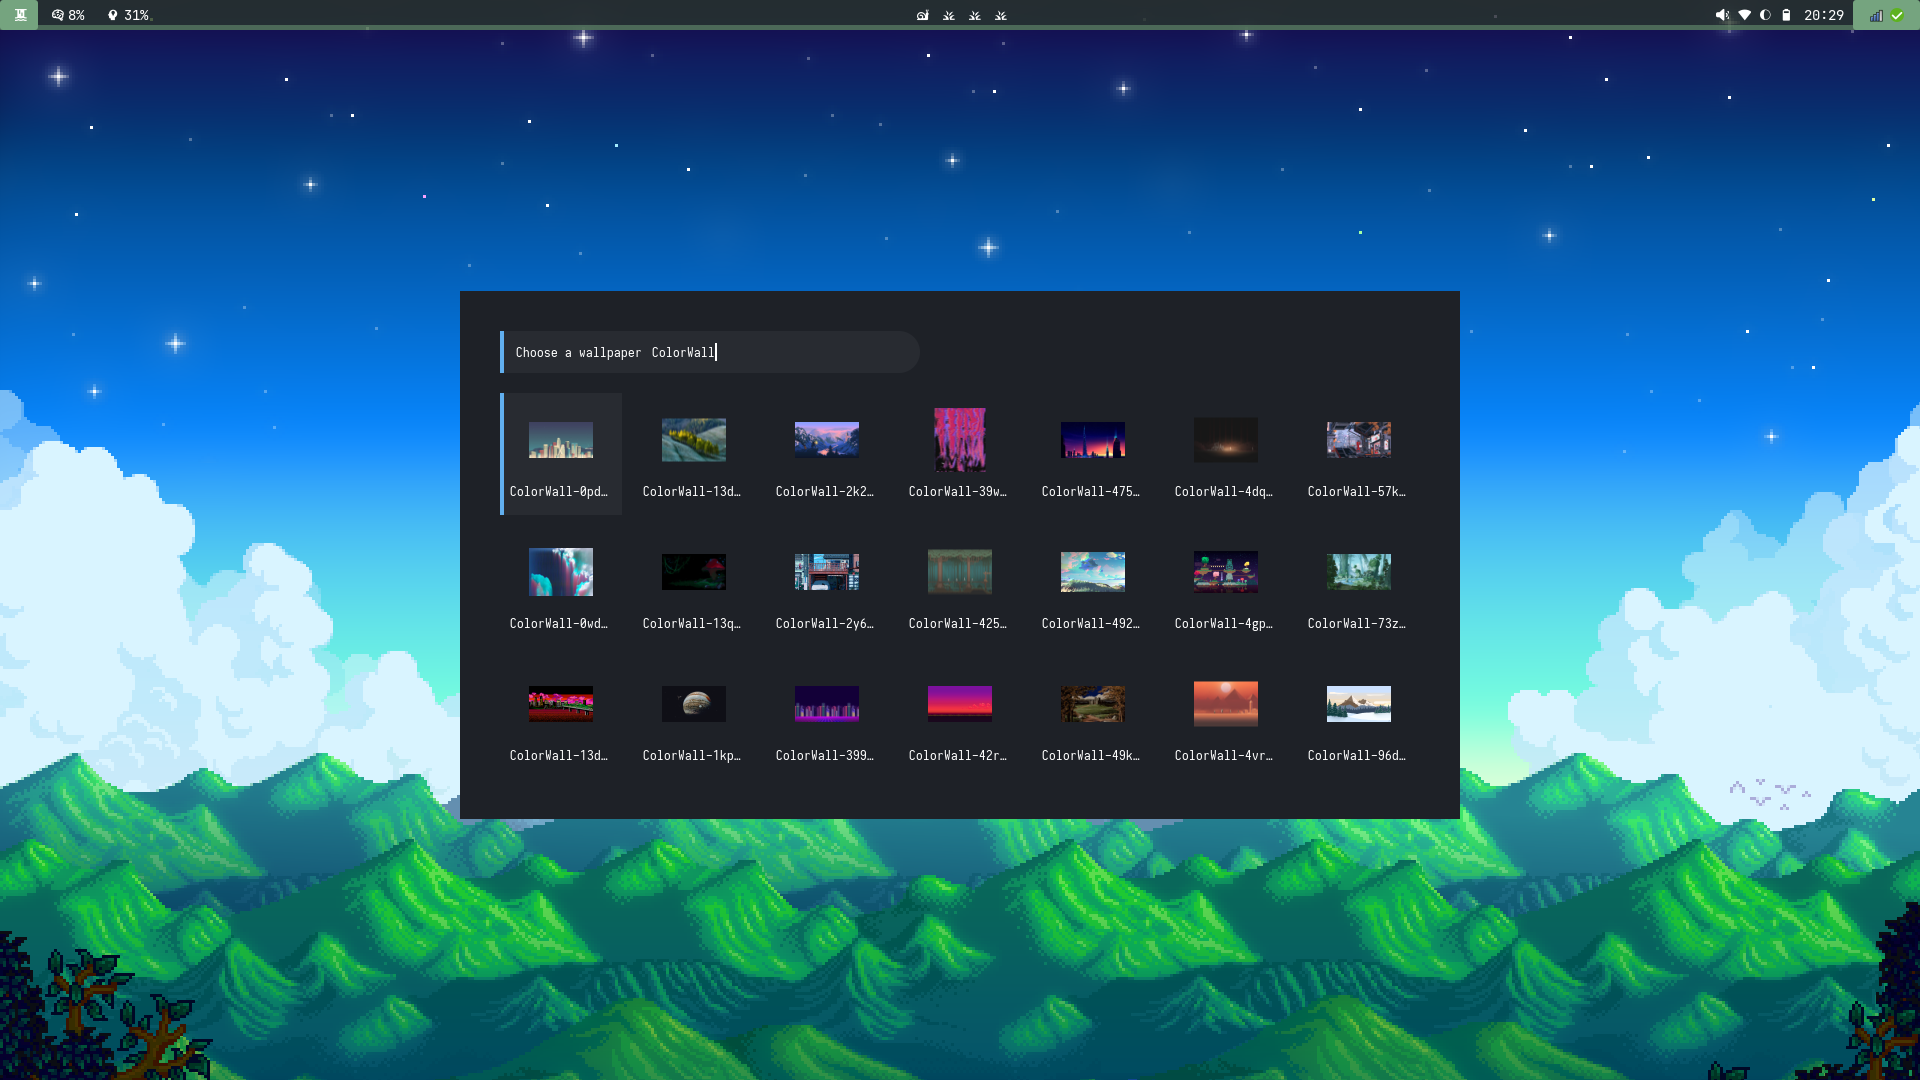 8% 31% 20:29
Choose a wallpaper ColorWall
ColorWall-0pd… ColorWall-13d… ColorWall-2k2… ColorWall-39w… ColorWall-475… ColorWall-4dq… ColorWall-57k…
ColorWall-0wd… ColorWall-13q… ColorWall-2y6… ColorWall-425… ColorWall-492… ColorWall-4gp… ColorWall-73z…
ColorWall-13d… ColorWall-1kp… ColorWall-399… ColorWall-42r… ColorWall-49k… ColorWall-4vr… ColorWall-96d…